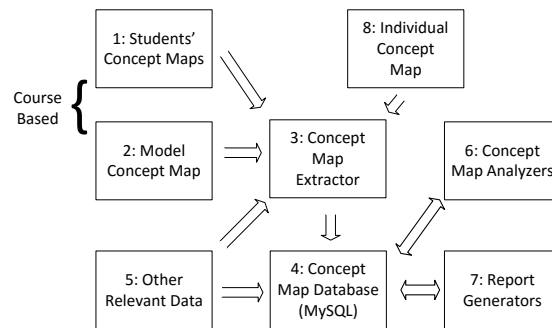 1: Students’
Concept Maps
8: Individual
Concept
Map
Course
Based
2: Model
Concept Map
3: Concept
Map
Extractor
6: Concept
Map Analyzers
5: Other
Relevant Data
4: Concept
Map Database
(MySQL)
7: Report
Generators